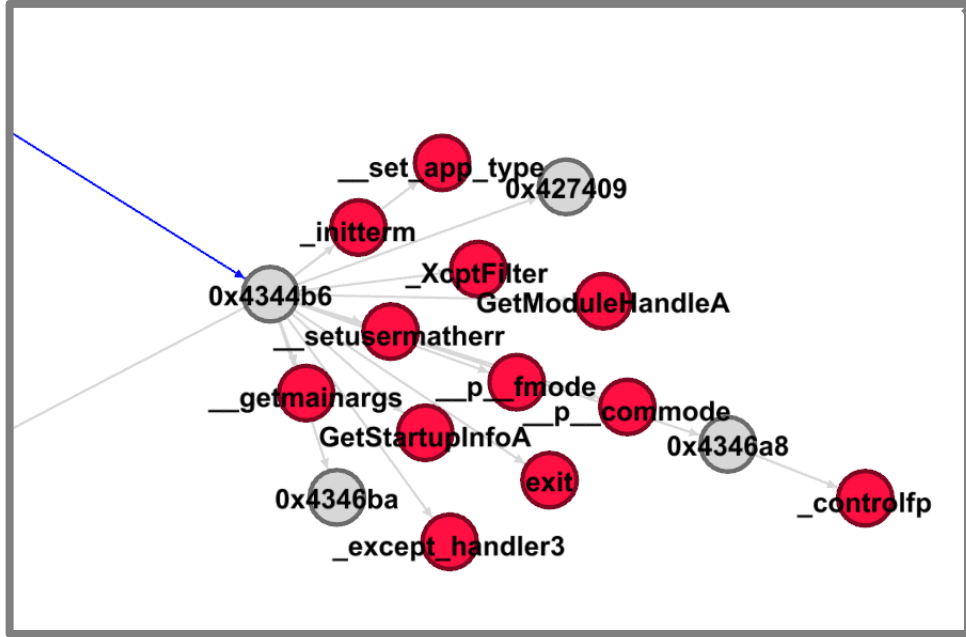 __set_app_type
0x427409
_initterm
_XcptFilter
0x4344b6
GetModuleHandleA
__setusermatherr
__p__fmode
__getmainargs
__p__commode
GetStartupInfoA
0x4346a8
exit
0x4346ba
_controlfp
_except_handler3